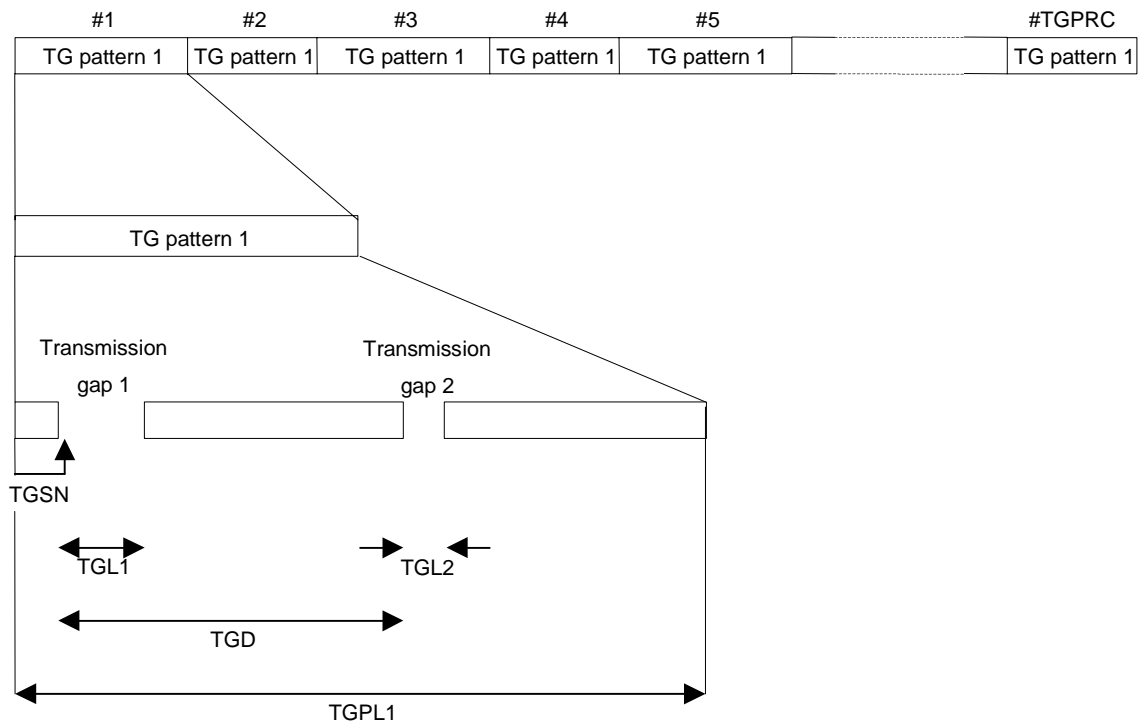 #1 #2 #3 #4 #5 #TGPRC
TG pattern 1 TG pattern 1 TG pattern 1 TG pattern 1 TG pattern 1 TG pattern 1
TG pattern 1
Transmission
gap 1
Transmission
gap 2
TGSN
TGL1 TGL2
TGD
TGPL1